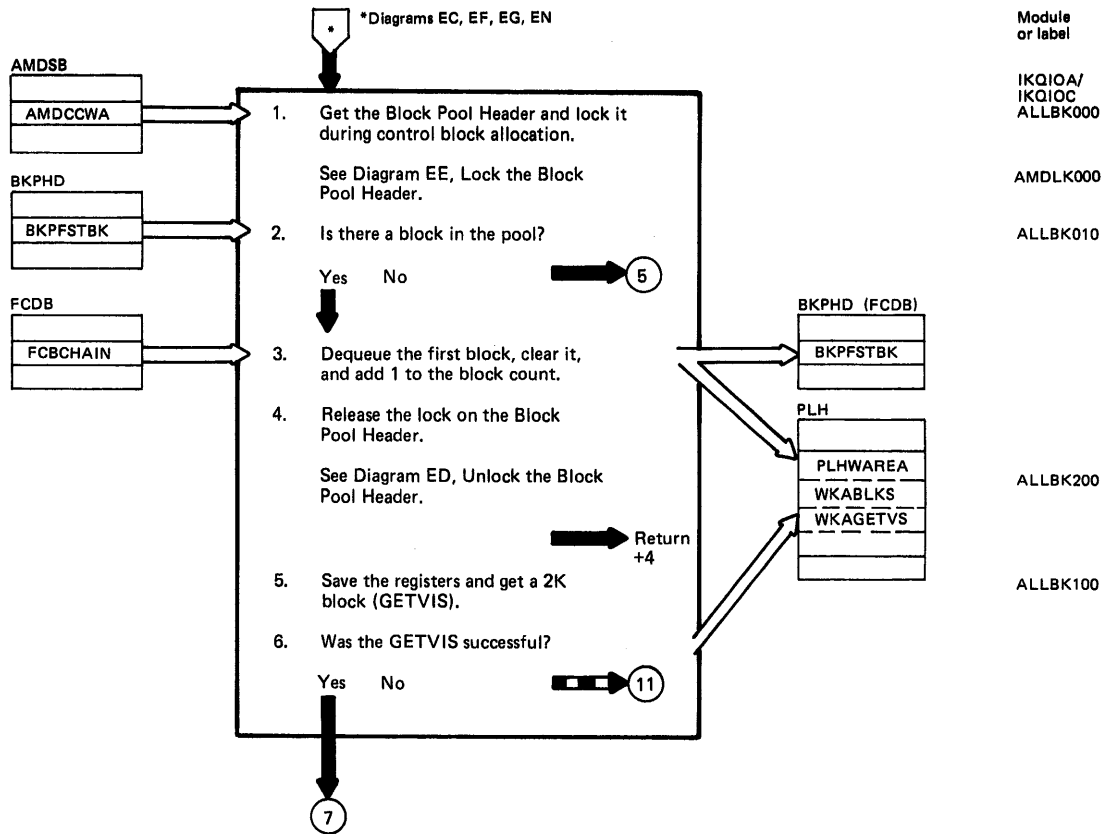 *
*Diagrams EC, EF, EG, EN
Module
or label
AMDSB
AMDCCWA
IKQIOA/
IKQIOC
ALLBK000
1. Get the Block Pool Header and lock it
during control block allocation.
See Diagram EE, Lock the Block
Pool Header.
AMDLK000
BKPHD
BKPFSTBK
2. Is there a block in the pool?
ALLBK010
Yes No
5
FCDB
FCBCHAIN
BKPHD (FCDB)
BKPFSTBK
3. Dequeue the first block, clear it,
and add 1 to the block count.
4. Release the lock on the Block
Pool Header.
See Diagram ED, Unlock the Block
Pool Header.
PLH
PLHWAREA
WKABLKS
WKAGETVS
ALLBK200
Return
+4
5. Save the registers and get a 2K
block (GETVIS).
ALLBK100
6. Was the GETVIS successful?
Yes No
11
7